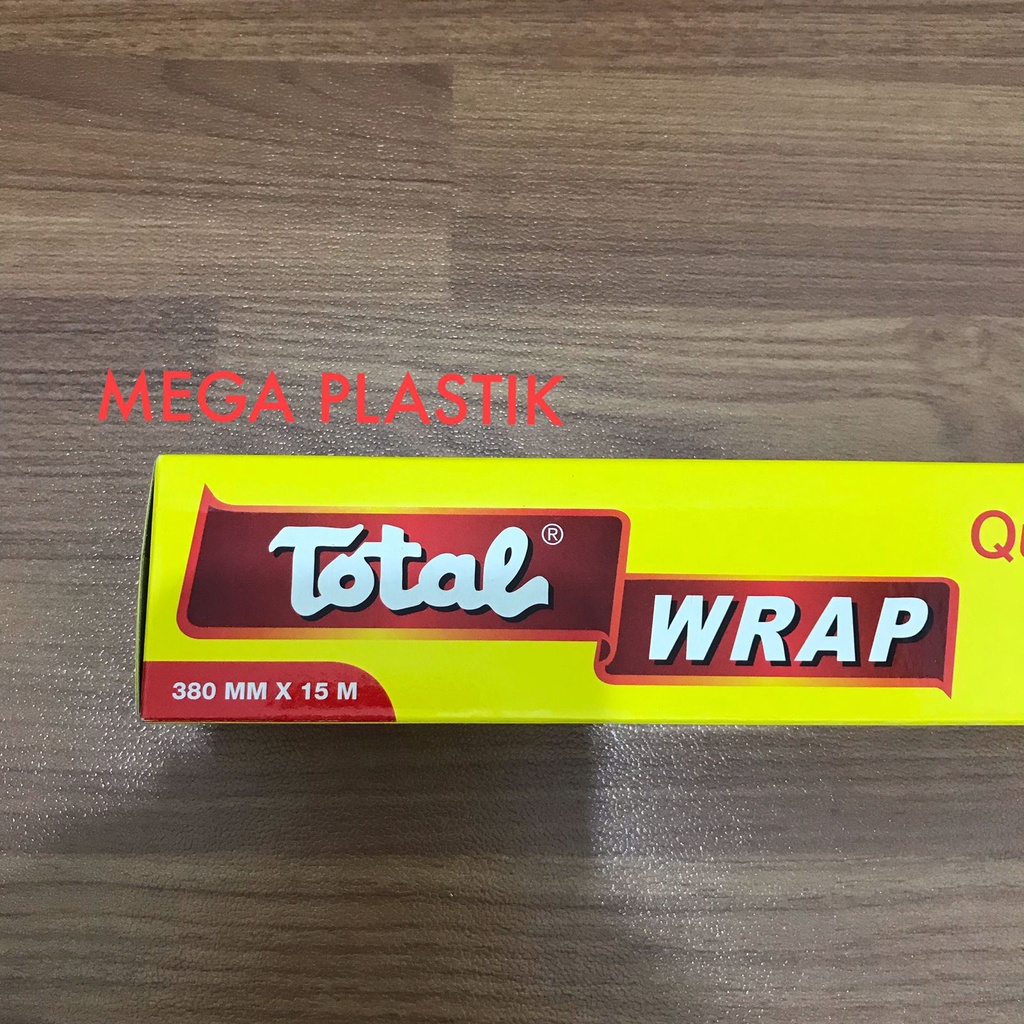 MEGA PLASTIK
Total®
WRAP
380 MM X 15 M